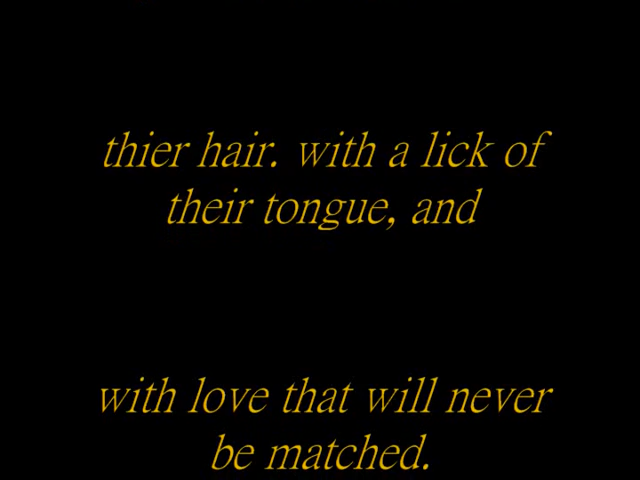 thier hair. with a lick of
their tongue, and
with love that will never
be matched.